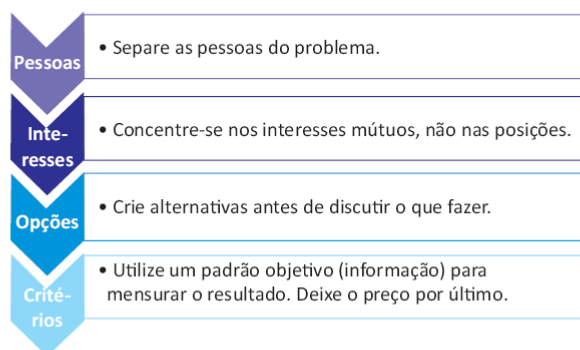 Pessoas
• Separe as pessoas do problema.
Inte-
resses
• Concentre-se nos interesses mútuos, não nas posições.
Opções
• Crie alternativas antes de discutir o que fazer.
Crité-
rios
• Utilize um padrão objetivo (informação) para
mensurar o resultado. Deixe o preço por último.